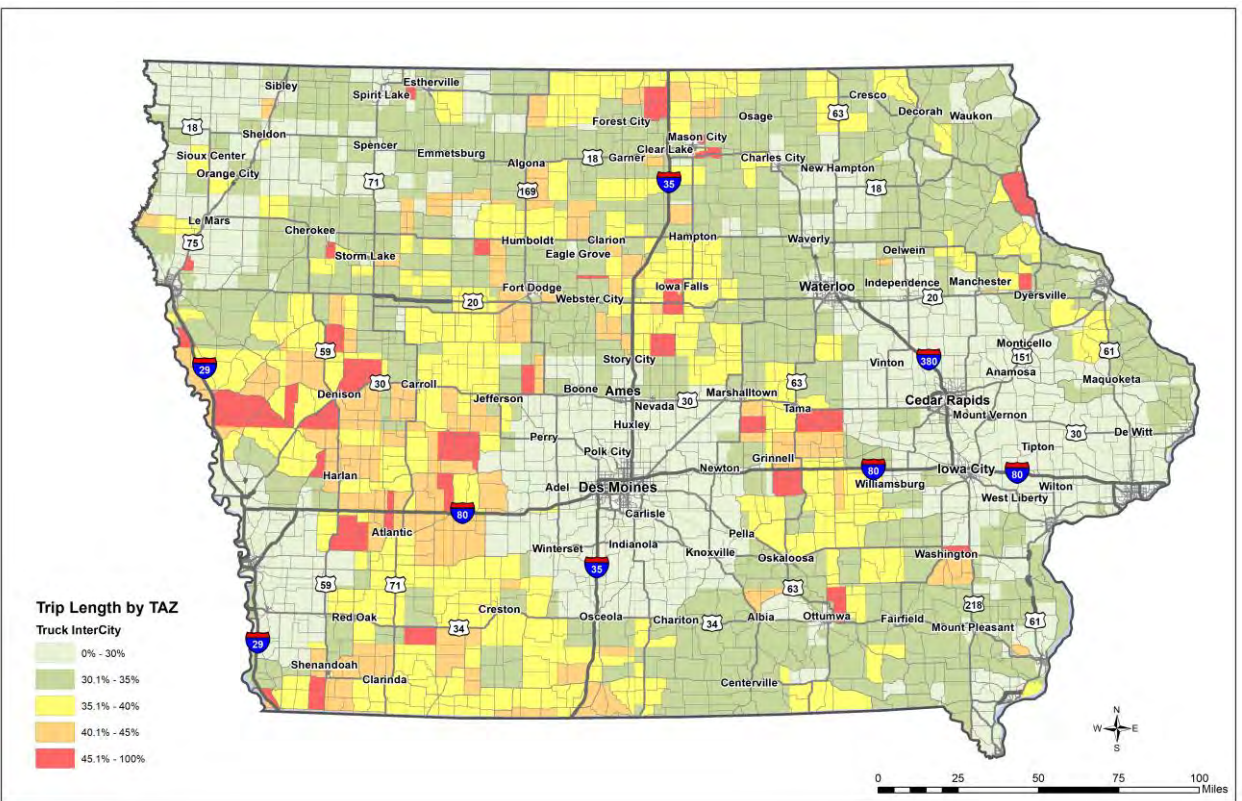 Sibley
Estherville
Spirit Lake
Cresco
Decorah
Waukon
Forest City
Osage
63
18
Sheldon
Mason City
Clear Lake
Spencer
Emmetsburg
Algona
18
Garner
Charles City
New Hampton
Sioux Center
Orange City
71
169
35
18
Le Mars
75
Cherokee
Storm Lake
Humboldt
Clarion
Eagle Grove
Hampton
Waverly
Oelwein
Fort Dodge
Webster City
Iowa Falls
Waterloo
Independence
Manchester
20
20
Dyersville
59
29
Story City
Monticello
151
61
Anamosa
Maquoketa
380
Vinton
Denison
30
Carroll
Jefferson
Boone
Ames
Nevada
30
Marshalltown
63
Tama
Cedar Rapids
Mount Vernon
Huxley
30
De Witt
Perry
Polk City
Tipton
Harlan
Grinnell
Newton
80
Williamsburg
Iowa City
80
Wilton
West Liberty
Adel
Des Moines
Carlisle
80
Atlantic
Winterset
Indianola
Knoxville
Pella
Oskaloosa
Washington
35
59
71
63
218
61
Red Oak
34
Creston
Osceola
Chariton
34
Albia
Ottumwa
Fairfield
Mount Pleasant
29
Shenandoah
Clarinda
Centerville
Trip Length by TAZ
Truck InterCity
0% - 30%
30.1% - 35%
35.1% - 40%
40.1% - 45%
45.1% - 100%
N
W
E
S
0 25 50 75 100
Miles